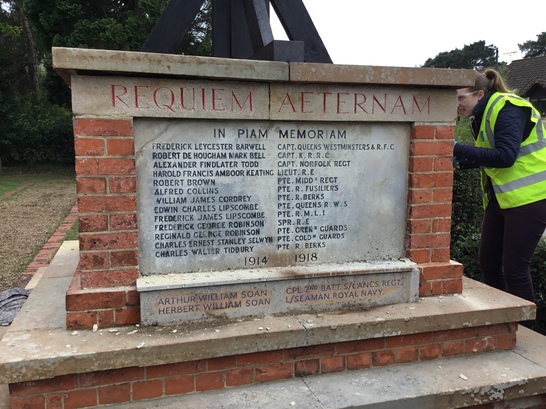 REQUIEM AETERNAM
IN PIAM MEMORIAM
FREDERICK LEYCESTER BARWELL CAPT. QUEENS WESTMINSTERS & R.F.C
ROBERT DE HOUGHAM MARK BELL CAPT. K.R.R.C.
ALEXANDER FINDLATER TODD CAPT. NORFOLK REGT
HAROLD FRANCIS AMBOOR KEATING LIEUT. R.E.
ROBERT BROWN PTE. MIDDX REGT
ALFRED COLLINS PTE. R. FUSILIERS
WILLIAM JAMES CORDREY PTE. R. BERKS
EDWIN CHARLES LIPSCOMBE PTE. QUEENS R.W.S
FREDERICK JAMES LIPSCOMBE PTE. R.M.L.I
FREDERICK GEORGE ROBINSON SPR. R.E
REGINALD GEORGE ROBINSON PTE. GREN. GUARDS
CHARLES ERNEST STANLEY SELWYN PTE. COLDM GUARDS
CHARLES WALTER TIDBURY PTE R. BERKS
1914 1918
ARTHUR WILLIAM SOAN CPL 2ND BATT. S/LANCS. REGT.
HERBERT WILLIAM SOAN L/SEAMAN ROYAL NAVY.